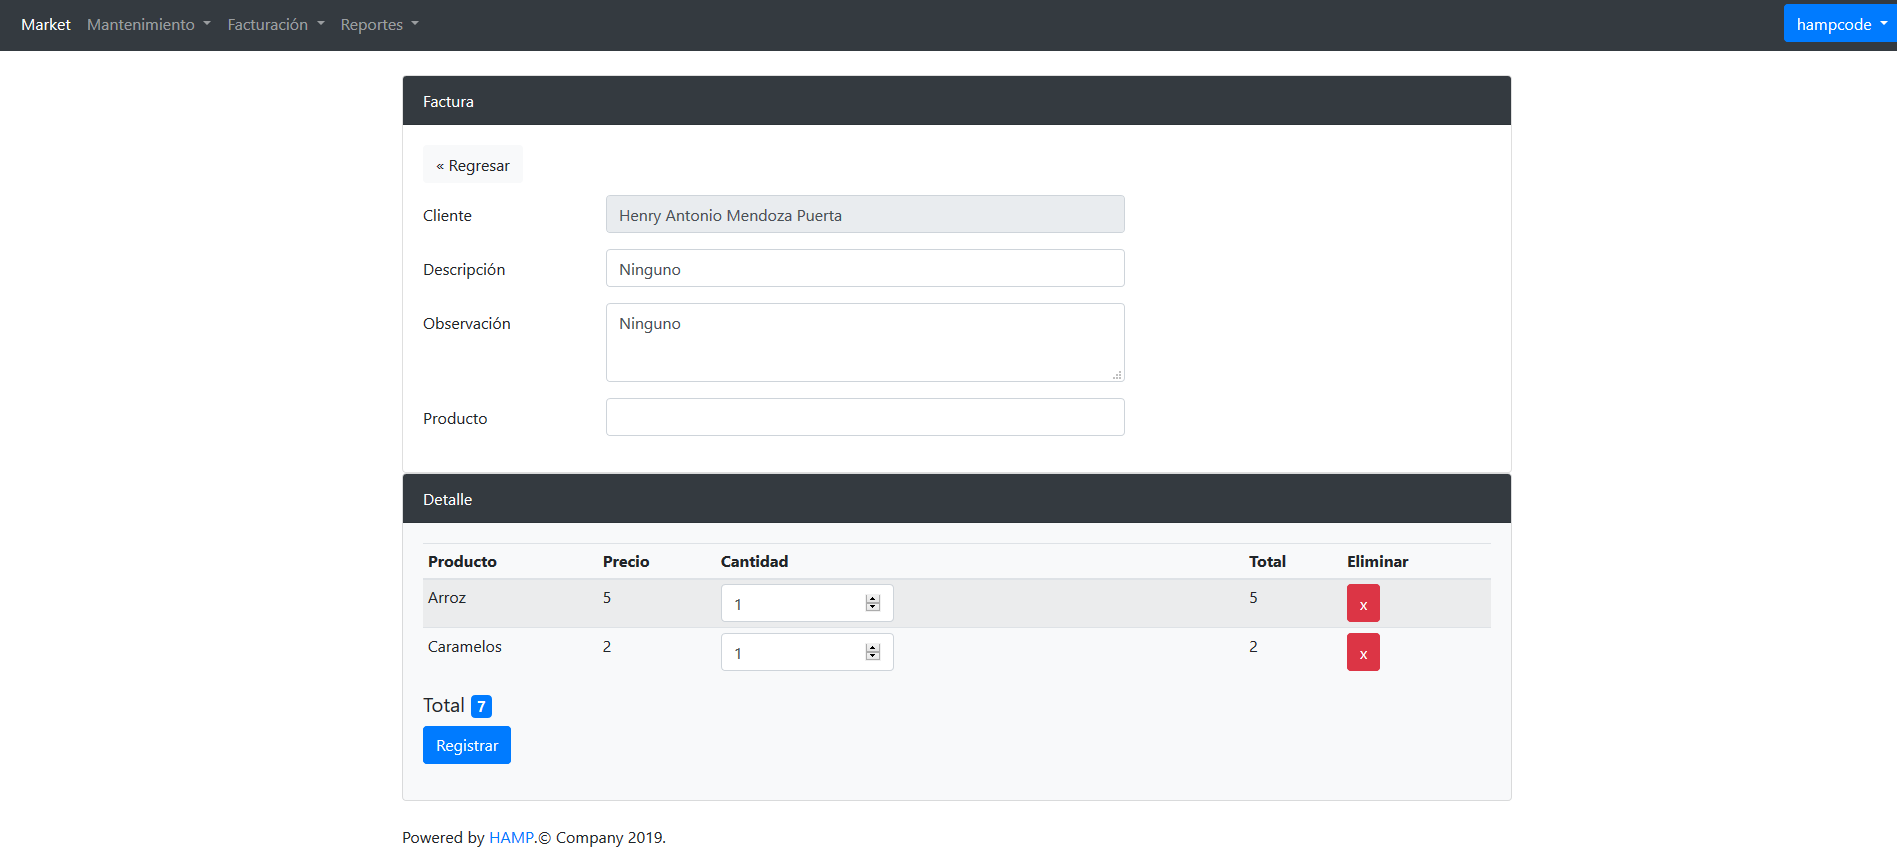 Market Mantenimiento Facturación Reportes hampcode
Factura
« Regresar
Cliente Henry Antonio Mendoza Puerta
Descripción Ninguno
Observación Ninguno
Producto
Detalle
Producto Precio Cantidad Total Eliminar
Arroz 5 1 5 x
Caramelos 2 1 2 x
Total 7
Registrar
Powered by HAMP.© Company 2019.